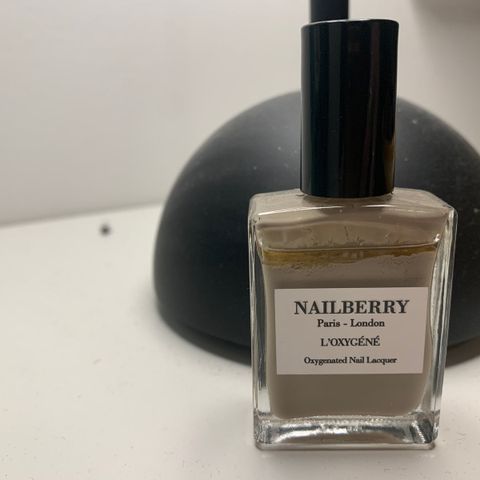 NAILBERRY
Paris - London
L'OXYGÉNÉ
Oxygenated Nail Lacquer